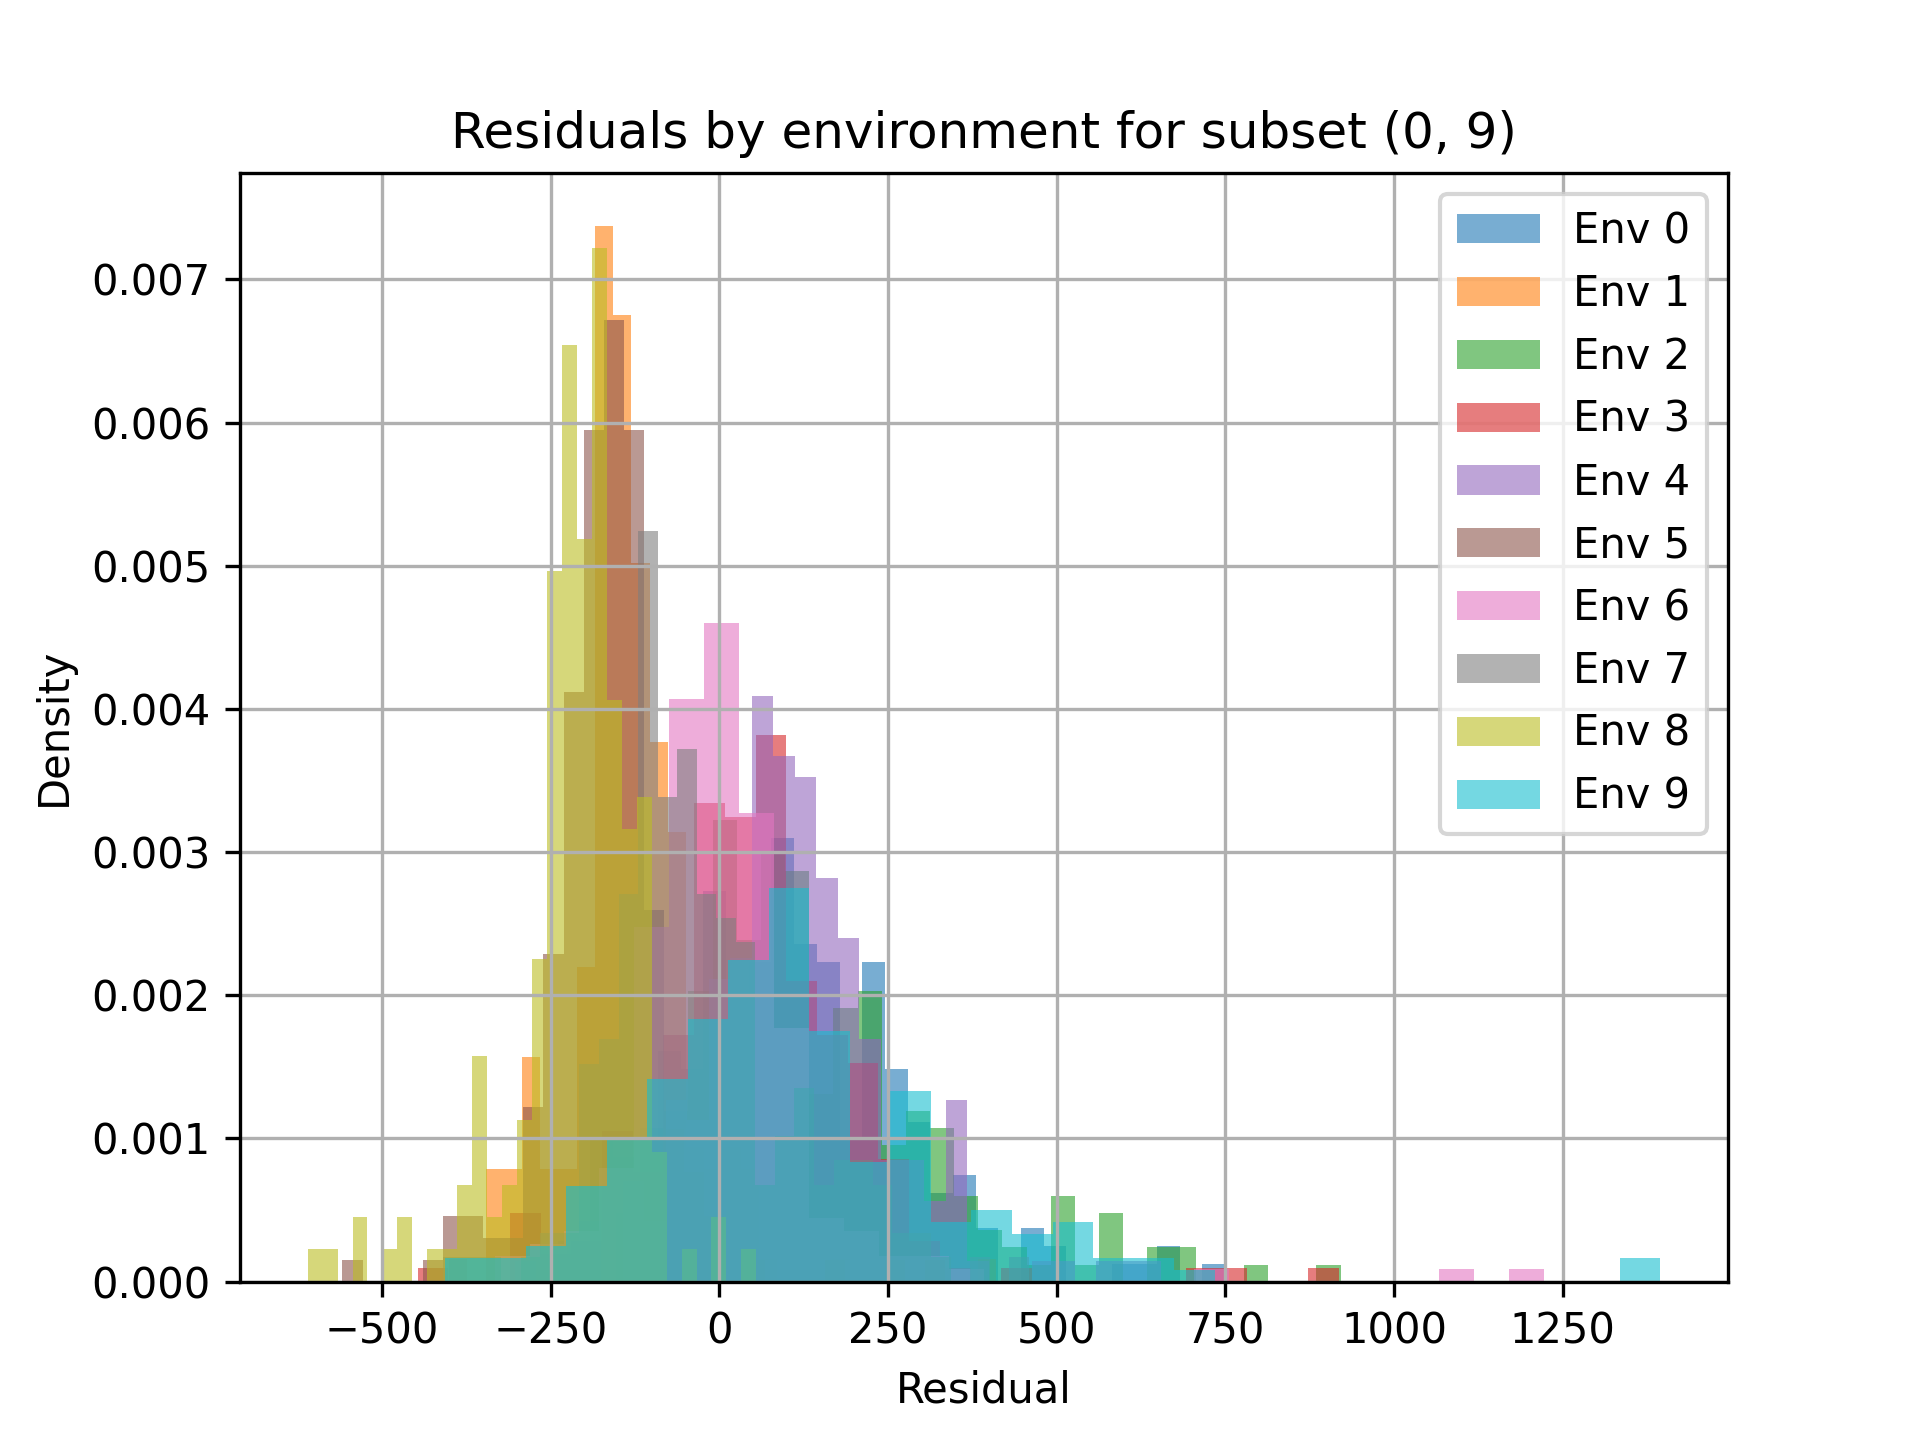 Residuals by environment for subset (0, 9)
Env 0
Env 1
Env 2
Env 3
Env 4
Env 5
Env 6
Env 7
Env 8
Env 9
Density
0.007
0.006
0.005
0.004
0.003
0.002
0.001
0.000
−500 −250 0 250 500 750 1000 1250
Residual